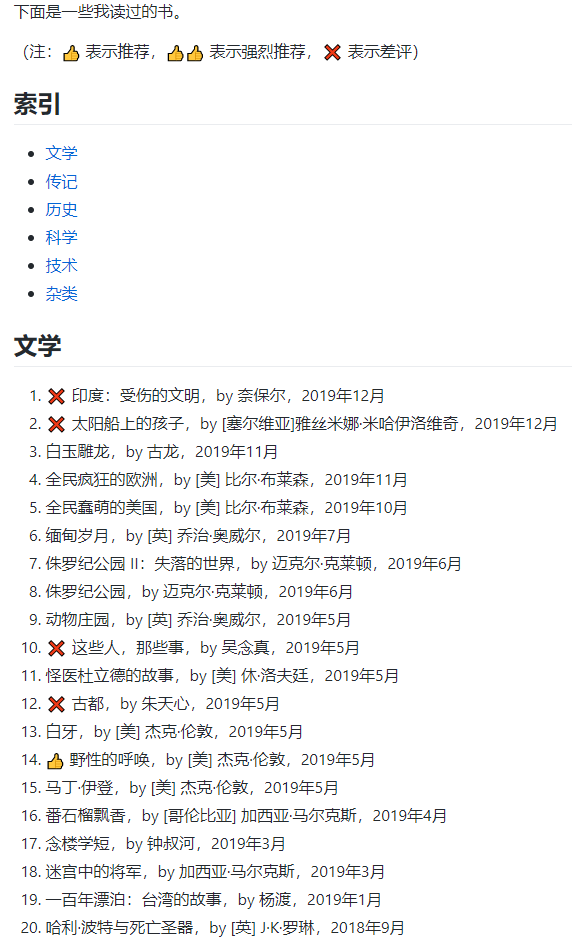 下面是一些我读过的书。
（注：👍 表示推荐，👍👍 表示强烈推荐，❌ 表示差评）
索引
• 文学
• 传记
• 历史
• 科学
• 技术
• 杂类
文学
1. ❌ 印度：受伤的文明，by 奈保尔，2019年12月
2. ❌ 太阳船上的孩子，by [塞尔维亚]雅丝米娜·米哈伊洛维奇，2019年12月
3. 白玉雕龙，by 古龙，2019年11月
4. 全民疯狂的欧洲，by [美] 比尔·布莱森，2019年11月
5. 全民蠢萌的美国，by [美] 比尔·布莱森，2019年10月
6. 缅甸岁月，by [英] 乔治·奥威尔，2019年7月
7. 侏罗纪公园 II：失落的世界，by 迈克尔·克莱顿，2019年6月
8. 侏罗纪公园，by 迈克尔·克莱顿，2019年6月
9. 动物庄园，by [英] 乔治·奥威尔，2019年5月
10. ❌ 这些人，那些事，by 吴念真，2019年5月
11. 怪医杜立德的故事，by [美] 休·洛夫廷，2019年5月
12. ❌ 古都，by 朱天心，2019年5月
13. 白牙，by [美] 杰克·伦敦，2019年5月
14. 👍 野性的呼唤，by [美] 杰克·伦敦，2019年5月
15. 马丁·伊登，by [美] 杰克·伦敦，2019年5月
16. 番石榴飘香，by [哥伦比亚] 加西亚·马尔克斯，2019年4月
17. 念楼学短，by 钟叔河，2019年3月
18. 迷宫中的将军，by 加西亚·马尔克斯，2019年3月
19. 一百年漂泊：台湾的故事，by 杨渡，2019年1月
20. 哈利·波特与死亡圣器，by [英] J·K·罗琳，2018年9月